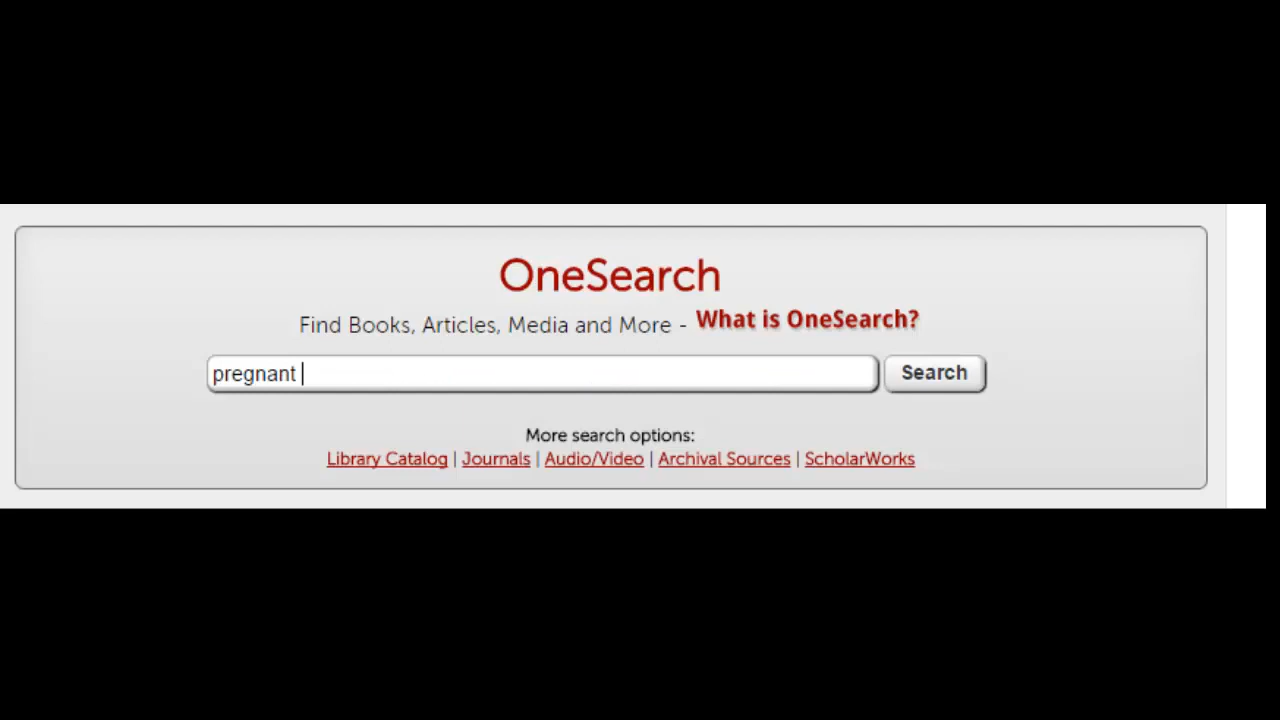 OneSearch
Find Books, Articles, Media and More - What is OneSearch?
pregnant Search
More search options:
Library Catalog | Journals | Audio/Video | Archival Sources | ScholarWorks